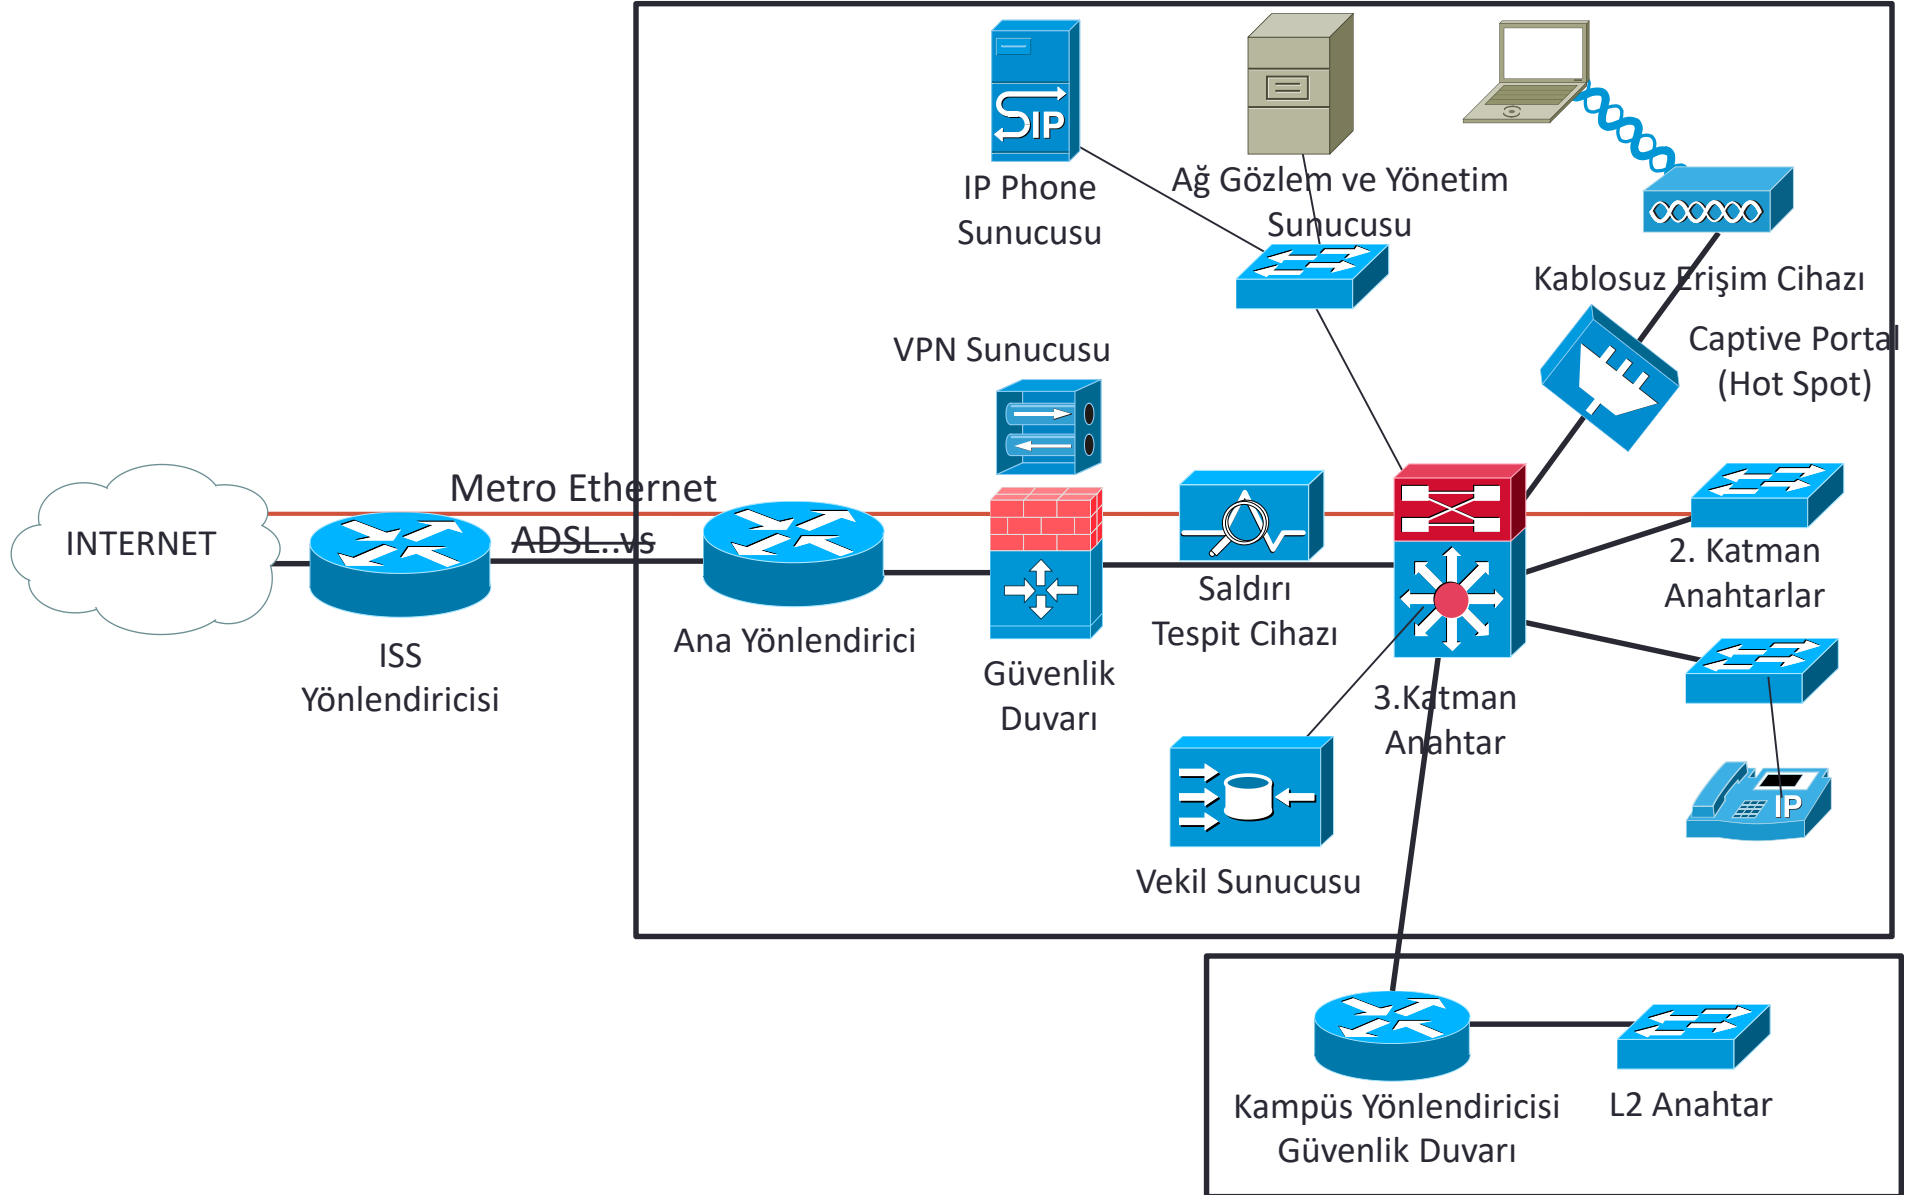 IP
IP Phone
Sunucusu
Ağ Gözlem ve Yönetim
Sunucusu
Kablosuz Erişim Cihazı
Captive Portal
(Hot Spot)
VPN Sunucusu
Metro Ethernet
ADSL..vs
INTERNET
ISS
Yönlendiricisi
Ana Yönlendirici
Güvenlik
Duvarı
Saldırı
Tespit Cihazı
2. Katman
Anahtarlar
3.Katman
Anahtar
IP
Vekil Sunucusu
Kampüs Yönlendiricisi
Güvenlik Duvarı
L2 Anahtar